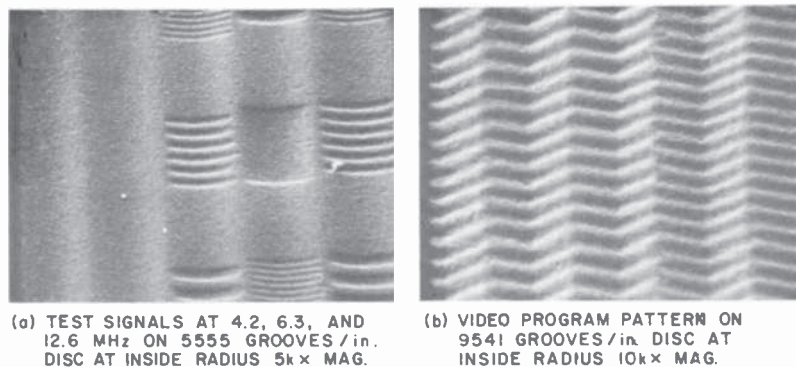 (a) TEST SIGNALS AT 4.2, 6.3, AND
12.6 MHz ON 5555 GROOVES/in.
DISC AT INSIDE RADIUS 5k× MAG.
(b) VIDEO PROGRAM PATTERN ON
9541 GROOVES/in. DISC AT
INSIDE RADIUS 10k× MAG.